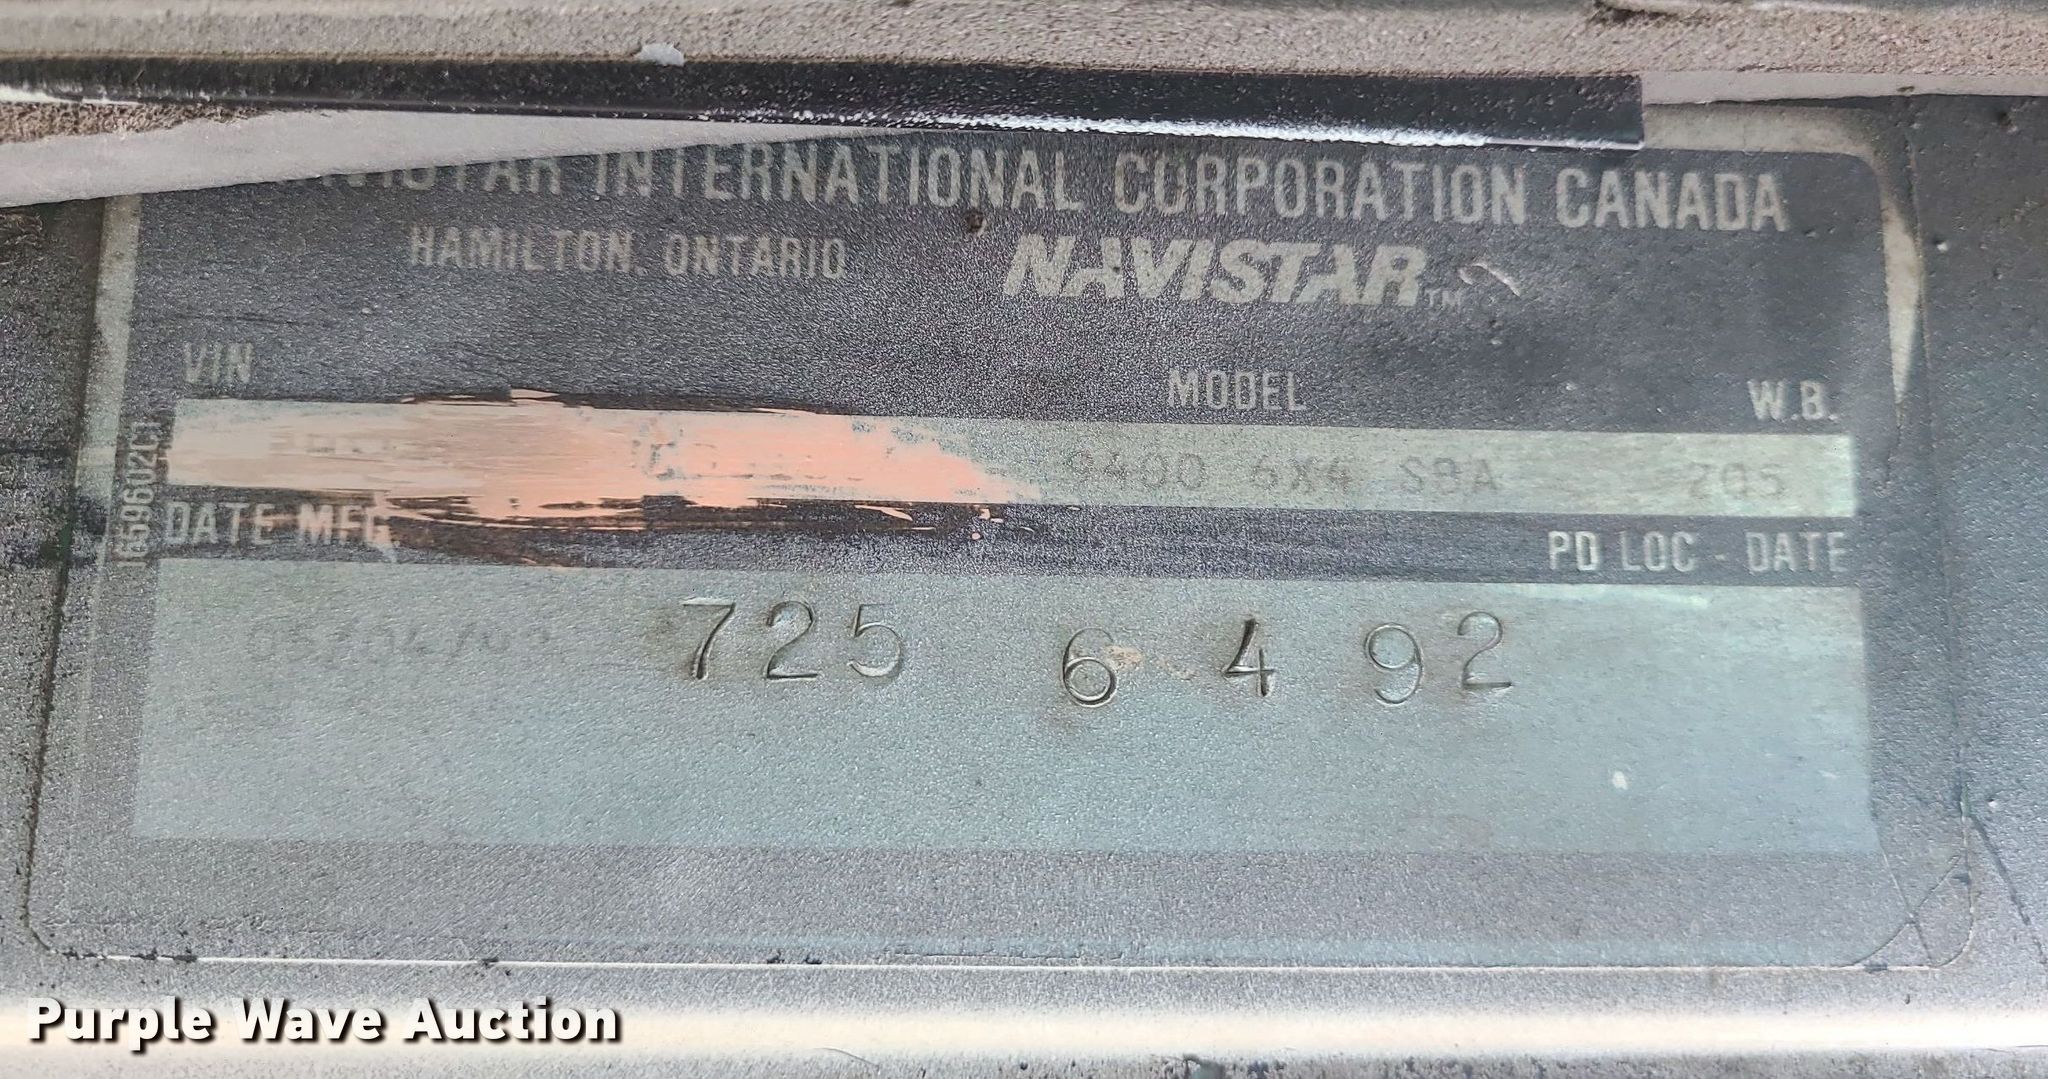 INTERNATIONAL CORPORATION CANADA
HAMILTON, ONTARIO NAVISTAR™
VIN MODEL W.B.
9400 6X4 SBA 205
DATE MFG PD LOC - DATE
725 6 4 92
Purple Wave Auction